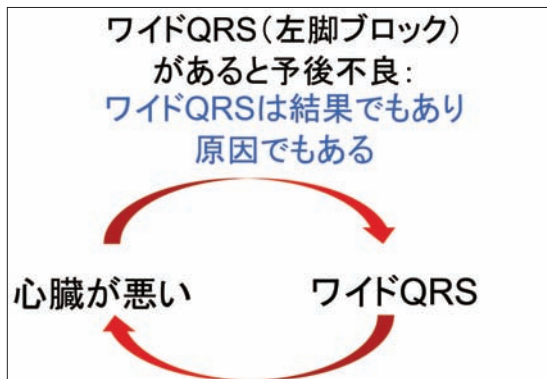 ワイドQRS(左脚ブロック)
があると予後不良:
ワイドQRSは結果でもあり
原因でもある
心臓が悪い ワイドQRS